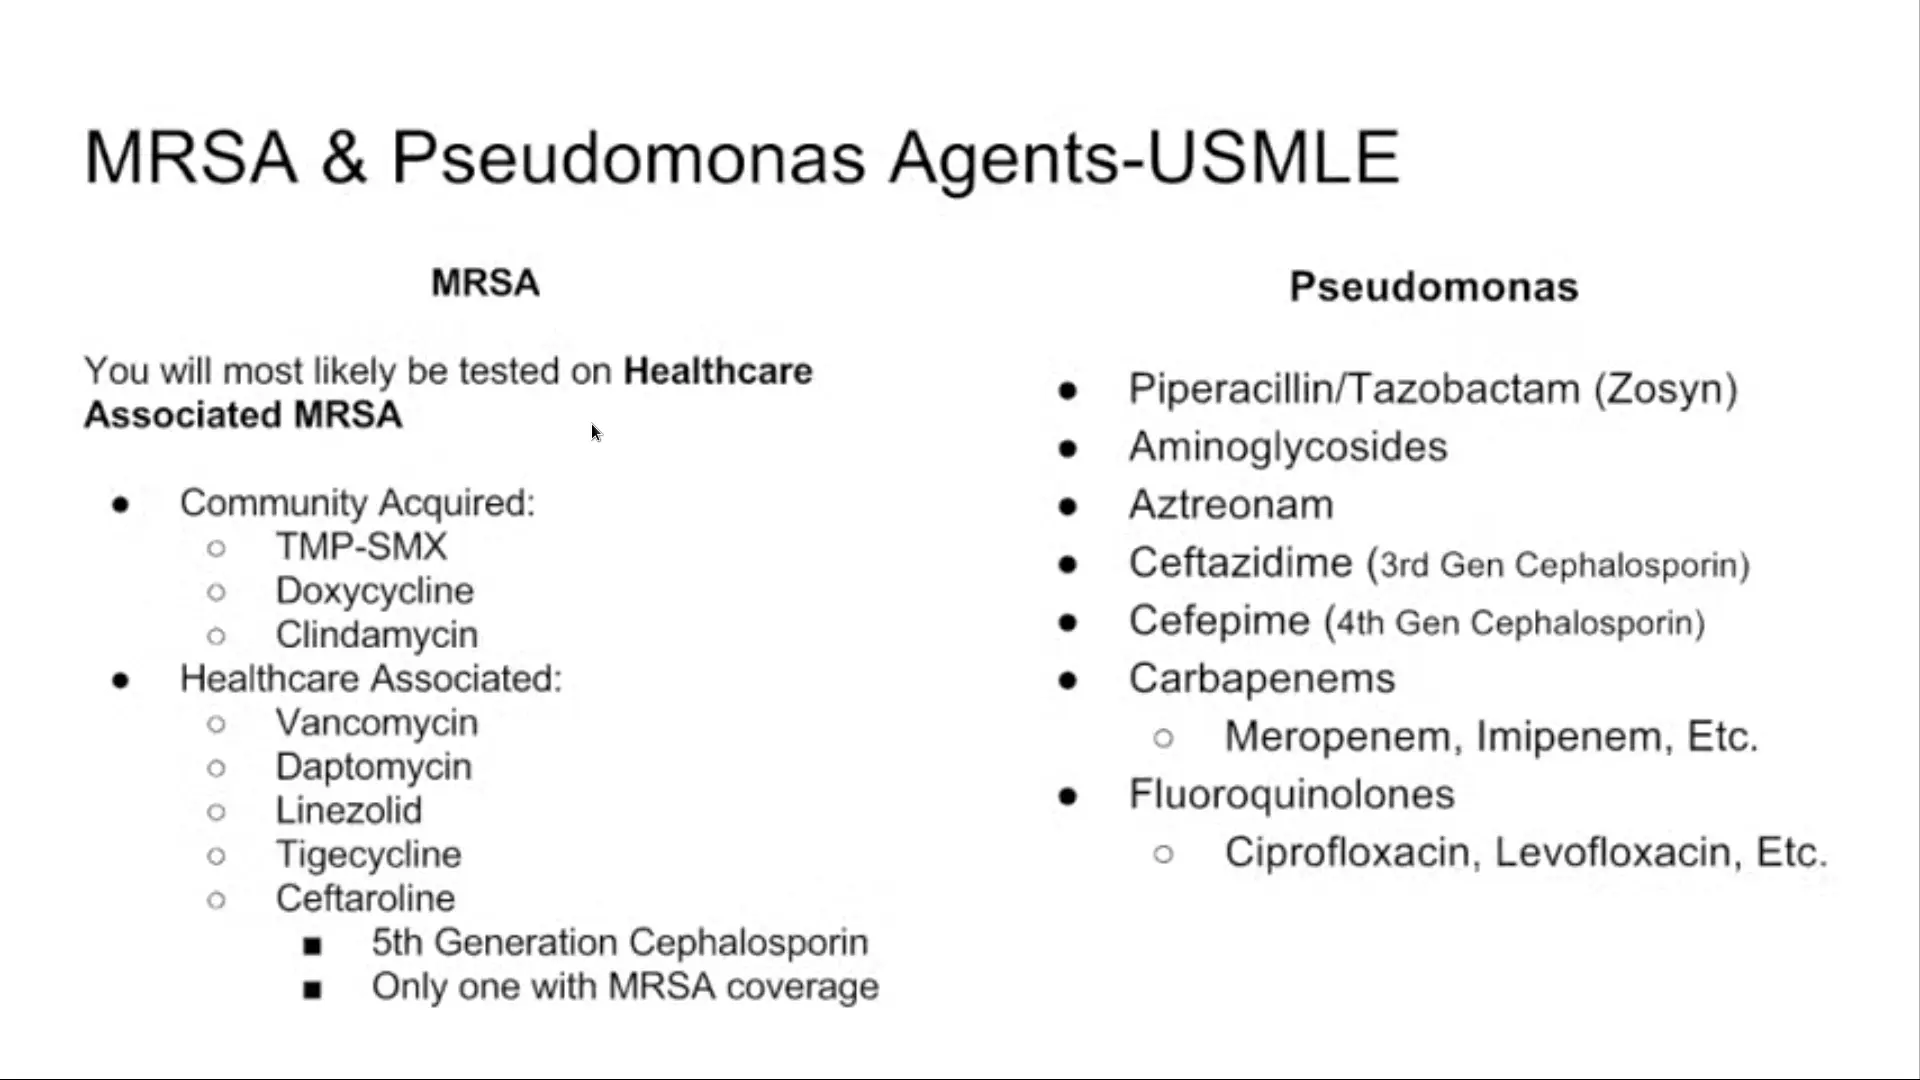 MRSA & Pseudomonas Agents-USMLE
MRSA
You will most likely be tested on Healthcare
Associated MRSA
● Community Acquired:
○ TMP-SMX
○ Doxycycline
○ Clindamycin
● Healthcare Associated:
○ Vancomycin
○ Daptomycin
○ Linezolid
○ Tigecycline
○ Ceftaroline
■ 5th Generation Cephalosporin
■ Only one with MRSA coverage
Pseudomonas
● Piperacillin/Tazobactam (Zosyn)
● Aminoglycosides
● Aztreonam
● Ceftazidime (3rd Gen Cephalosporin)
● Cefepime (4th Gen Cephalosporin)
● Carbapenems
○ Meropenem, Imipenem, Etc.
● Fluoroquinolones
○ Ciprofloxacin, Levofloxacin, Etc.